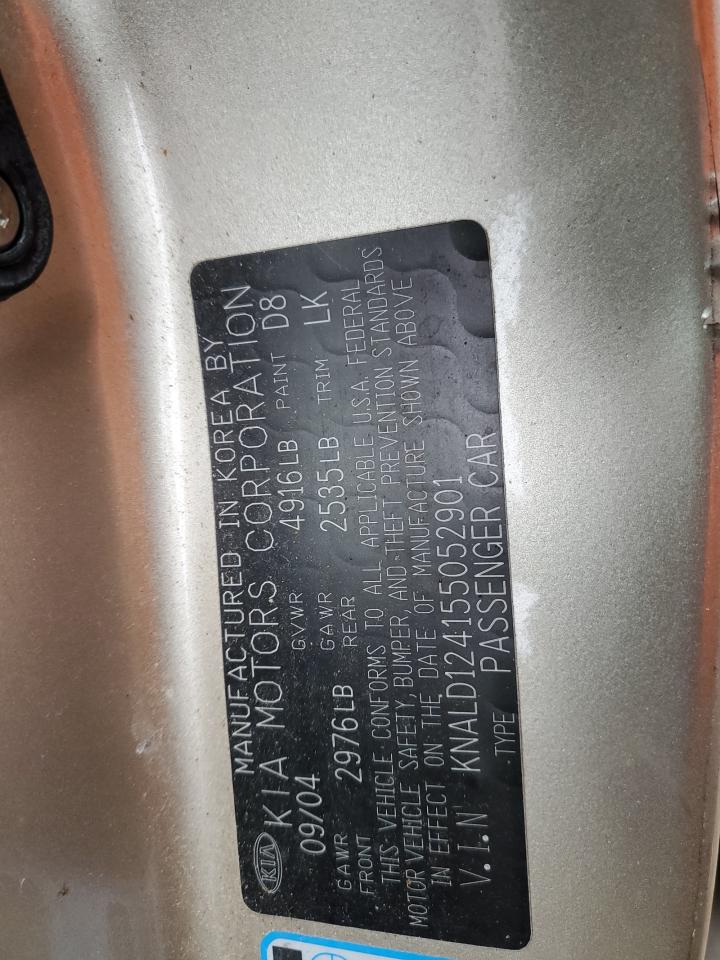 MANUFACTURED IN KOREA BY
KIA KIA MOTORS CORPORATION
09/04 GVWR 4916LB PAINT D8
GAWR FRONT 2976LB GAWR REAR 2535LB TRIM LK
THIS VEHICLE CONFORMS TO ALL APPLICABLE U.S.A. FEDERAL
MOTOR VEHICLE SAFETY, BUMPER, AND THEFT PREVENTION STANDARDS
IN EFFECT ON THE DATE OF MANUFACTURE SHOWN ABOVE
V.I.N KNALD124155052901
TYPE PASSENGER CAR